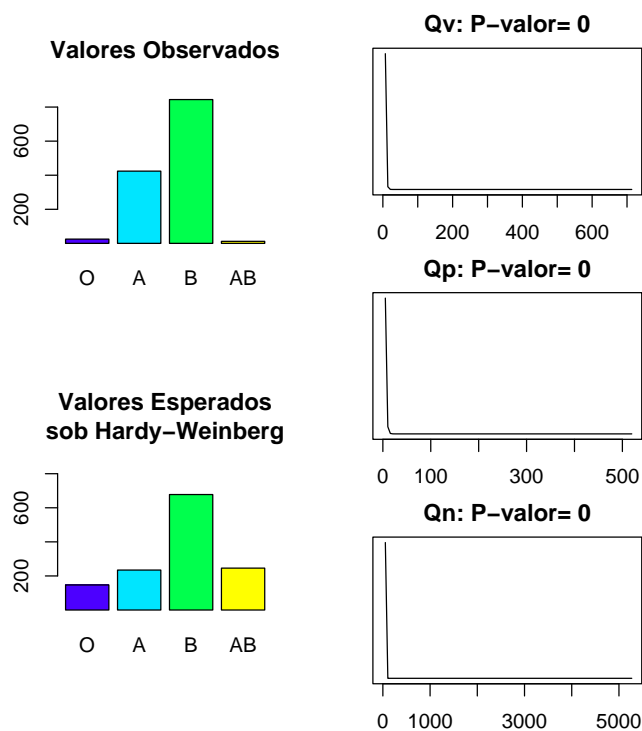 Valores Observados
200
600
O A B AB
Valores Esperados
sob Hardy−Weinberg
200
600
O A B AB
Qv: P−valor= 0
0 200 400 600
Qp: P−valor= 0
0 100 300 500
Qn: P−valor= 0
0 1000 3000 5000